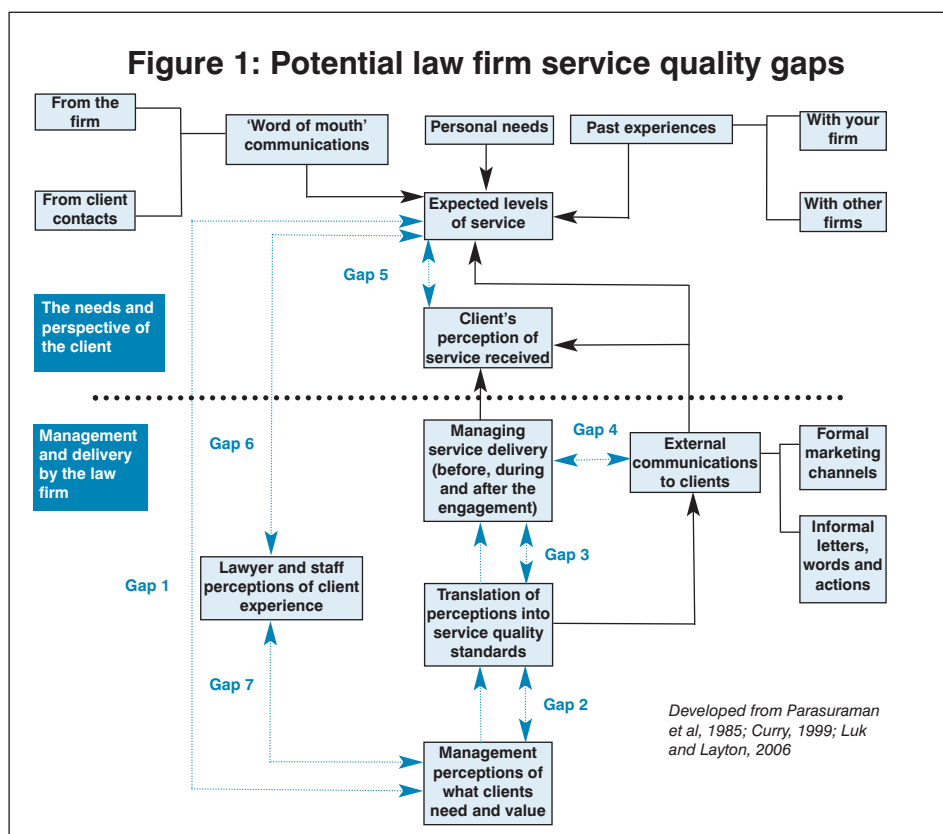 Figure 1: Potential law firm service quality gaps
From the
firm
'Word of mouth'
communications
Personal needs
Past experiences
With your
firm
From client
contacts
Expected levels
of service
With other
firms
Gap 5
The needs and
perspective of
the client
Client's
perception of
service received
Management
and delivery
by the law
firm
Gap 6
Managing
service delivery
(before, during
and after the
engagement)
Gap 4
External
communications
to clients
Formal
marketing
channels
Informal
letters,
words and
actions
Gap 3
Gap 1
Lawyer and staff
perceptions of client
experience
Translation of
perceptions into
service quality
standards
Gap 7
Gap 2
Developed from Parasuraman
et al, 1985; Curry, 1999; Luk
and Layton, 2006
Management
perceptions of
what clients
need and value